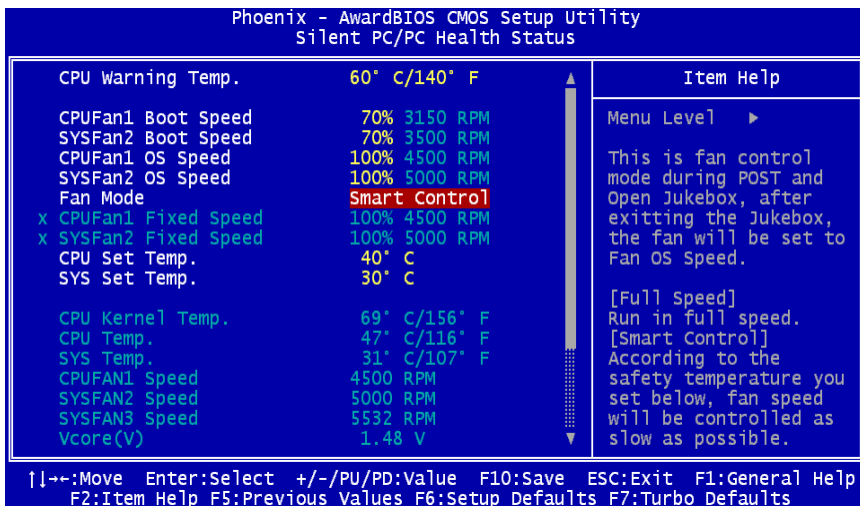 Phoenix - AwardBIOS CMOS Setup Utility
Silent PC/PC Health Status
CPU Warning Temp. 60° C/140° F
CPUFan1 Boot Speed 70% 3150 RPM
SYSFan2 Boot Speed 70% 3500 RPM
CPUFan1 OS Speed 100% 4500 RPM
SYSFan2 OS Speed 100% 5000 RPM
Fan Mode Smart Control
x CPUFan1 Fixed Speed 100% 4500 RPM
x SYSFan2 Fixed Speed 100% 5000 RPM
CPU Set Temp. 40° C
SYS Set Temp. 30° C
CPU Kernel Temp. 69° C/156° F
CPU Temp. 47° C/116° F
SYS Temp. 31° C/107° F
CPUFAN1 Speed 4500 RPM
SYSFAN2 Speed 5000 RPM
SYSFAN3 Speed 5532 RPM
Vcore(V) 1.48 V
Item Help
Menu Level ▶
This is fan control
mode during POST and
Open Jukebox, after
exitting the Jukebox,
the fan will be set to
Fan OS Speed.
[Full Speed]
Run in full speed.
[Smart Control]
According to the
safety temperature you
set below, fan speed
will be controlled as
slow as possible.
↑↓→←:Move Enter:Select +/-/PU/PD:Value F10:Save ESC:Exit F1:General Help
F2:Item Help F5:Previous Values F6:Setup Defaults F7:Turbo Defaults